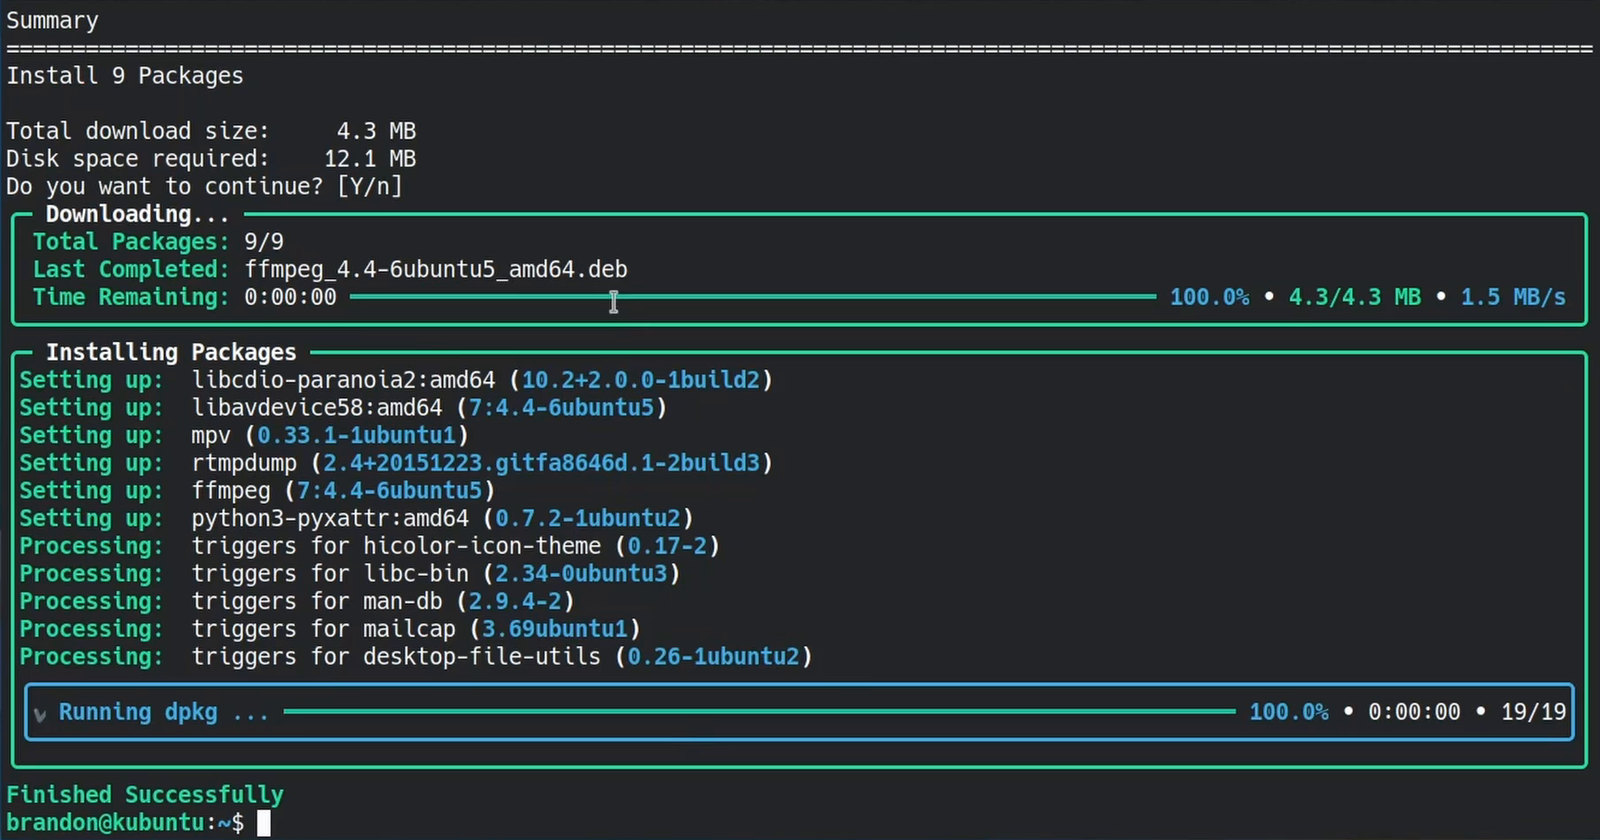 Summary
========================================================================================================================
Install 9 Packages
Total download size:     4.3 MB
Disk space required:    12.1 MB
Do you want to continue? [Y/n]
Downloading...
Total Packages: 9/9
Last Completed: ffmpeg_4.4-6ubuntu5_amd64.deb
Time Remaining: 0:00:00 100.0% • 4.3/4.3 MB • 1.5 MB/s
Installing Packages
Setting up:  libcdio-paranoia2:amd64 (10.2+2.0.0-1build2)
Setting up:  libavdevice58:amd64 (7:4.4-6ubuntu5)
Setting up:  mpv (0.33.1-1ubuntu1)
Setting up:  rtmpdump (2.4+20151223.gitfa8646d.1-2build3)
Setting up:  ffmpeg (7:4.4-6ubuntu5)
Setting up:  python3-pyxattr:amd64 (0.7.2-1ubuntu2)
Processing:  triggers for hicolor-icon-theme (0.17-2)
Processing:  triggers for libc-bin (2.34-0ubuntu3)
Processing:  triggers for man-db (2.9.4-2)
Processing:  triggers for mailcap (3.69ubuntu1)
Processing:  triggers for desktop-file-utils (0.26-1ubuntu2)
Running dpkg ... 100.0% • 0:00:00 • 19/19
Finished Successfully
brandon@kubuntu:~$